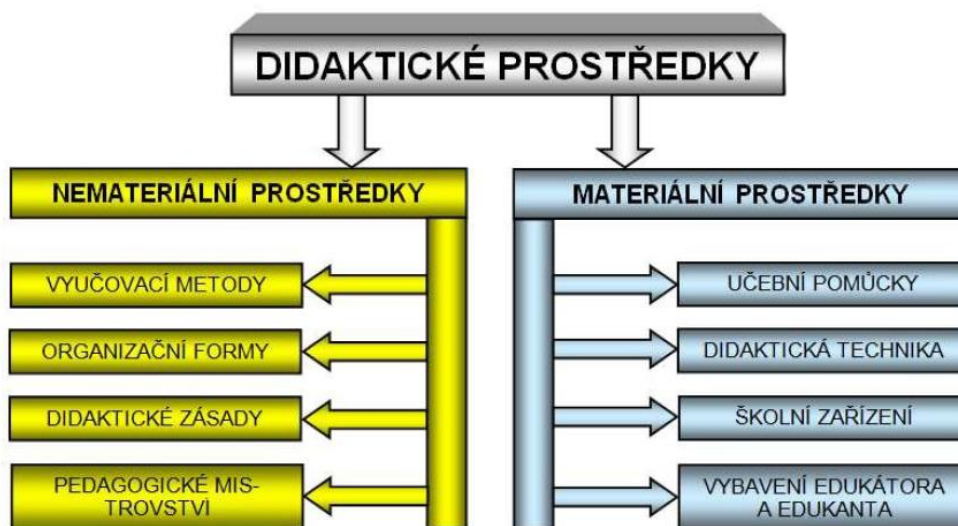 DIDAKTICKÉ PROSTŘEDKY
NEMATERIÁLNÍ PROSTŘEDKY
VYUČOVACÍ METODY
ORGANIZAČNÍ FORMY
DIDAKTICKÉ ZÁSADY
PEDAGOGICKÉ MIS-
TROVSTVÍ
MATERIÁLNÍ PROSTŘEDKY
UČEBNÍ POMŮCKY
DIDAKTICKÁ TECHNIKA
ŠKOLNÍ ZAŘÍZENÍ
VYBAVENÍ EDUKÁTORA
A EDUKANTA